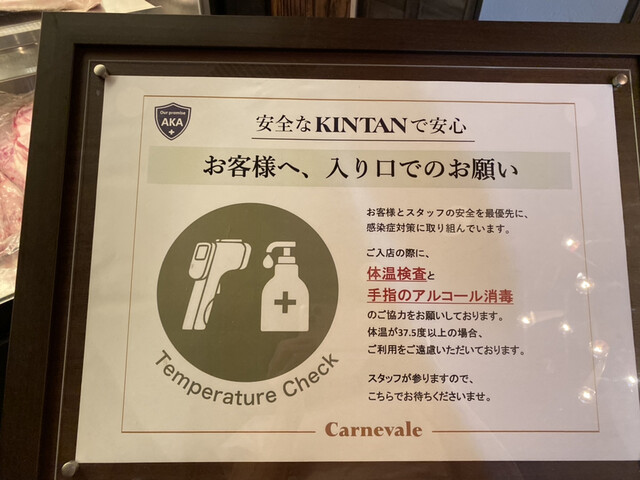 Our promise
AKA
安全なKINTANで安心
お客様へ、入り口でのお願い
お客様とスタッフの安全を最優先に、
感染症対策に取り組んでいます。
ご入店の際に、
体温検査と
手指のアルコール消毒
のご協力をお願いしております。
体温が37.5度以上の場合、
ご利用をご遠慮いただいております。
スタッフが参りますので、
こちらでお待ちくださいませ。
Temperature Check
Carnevale